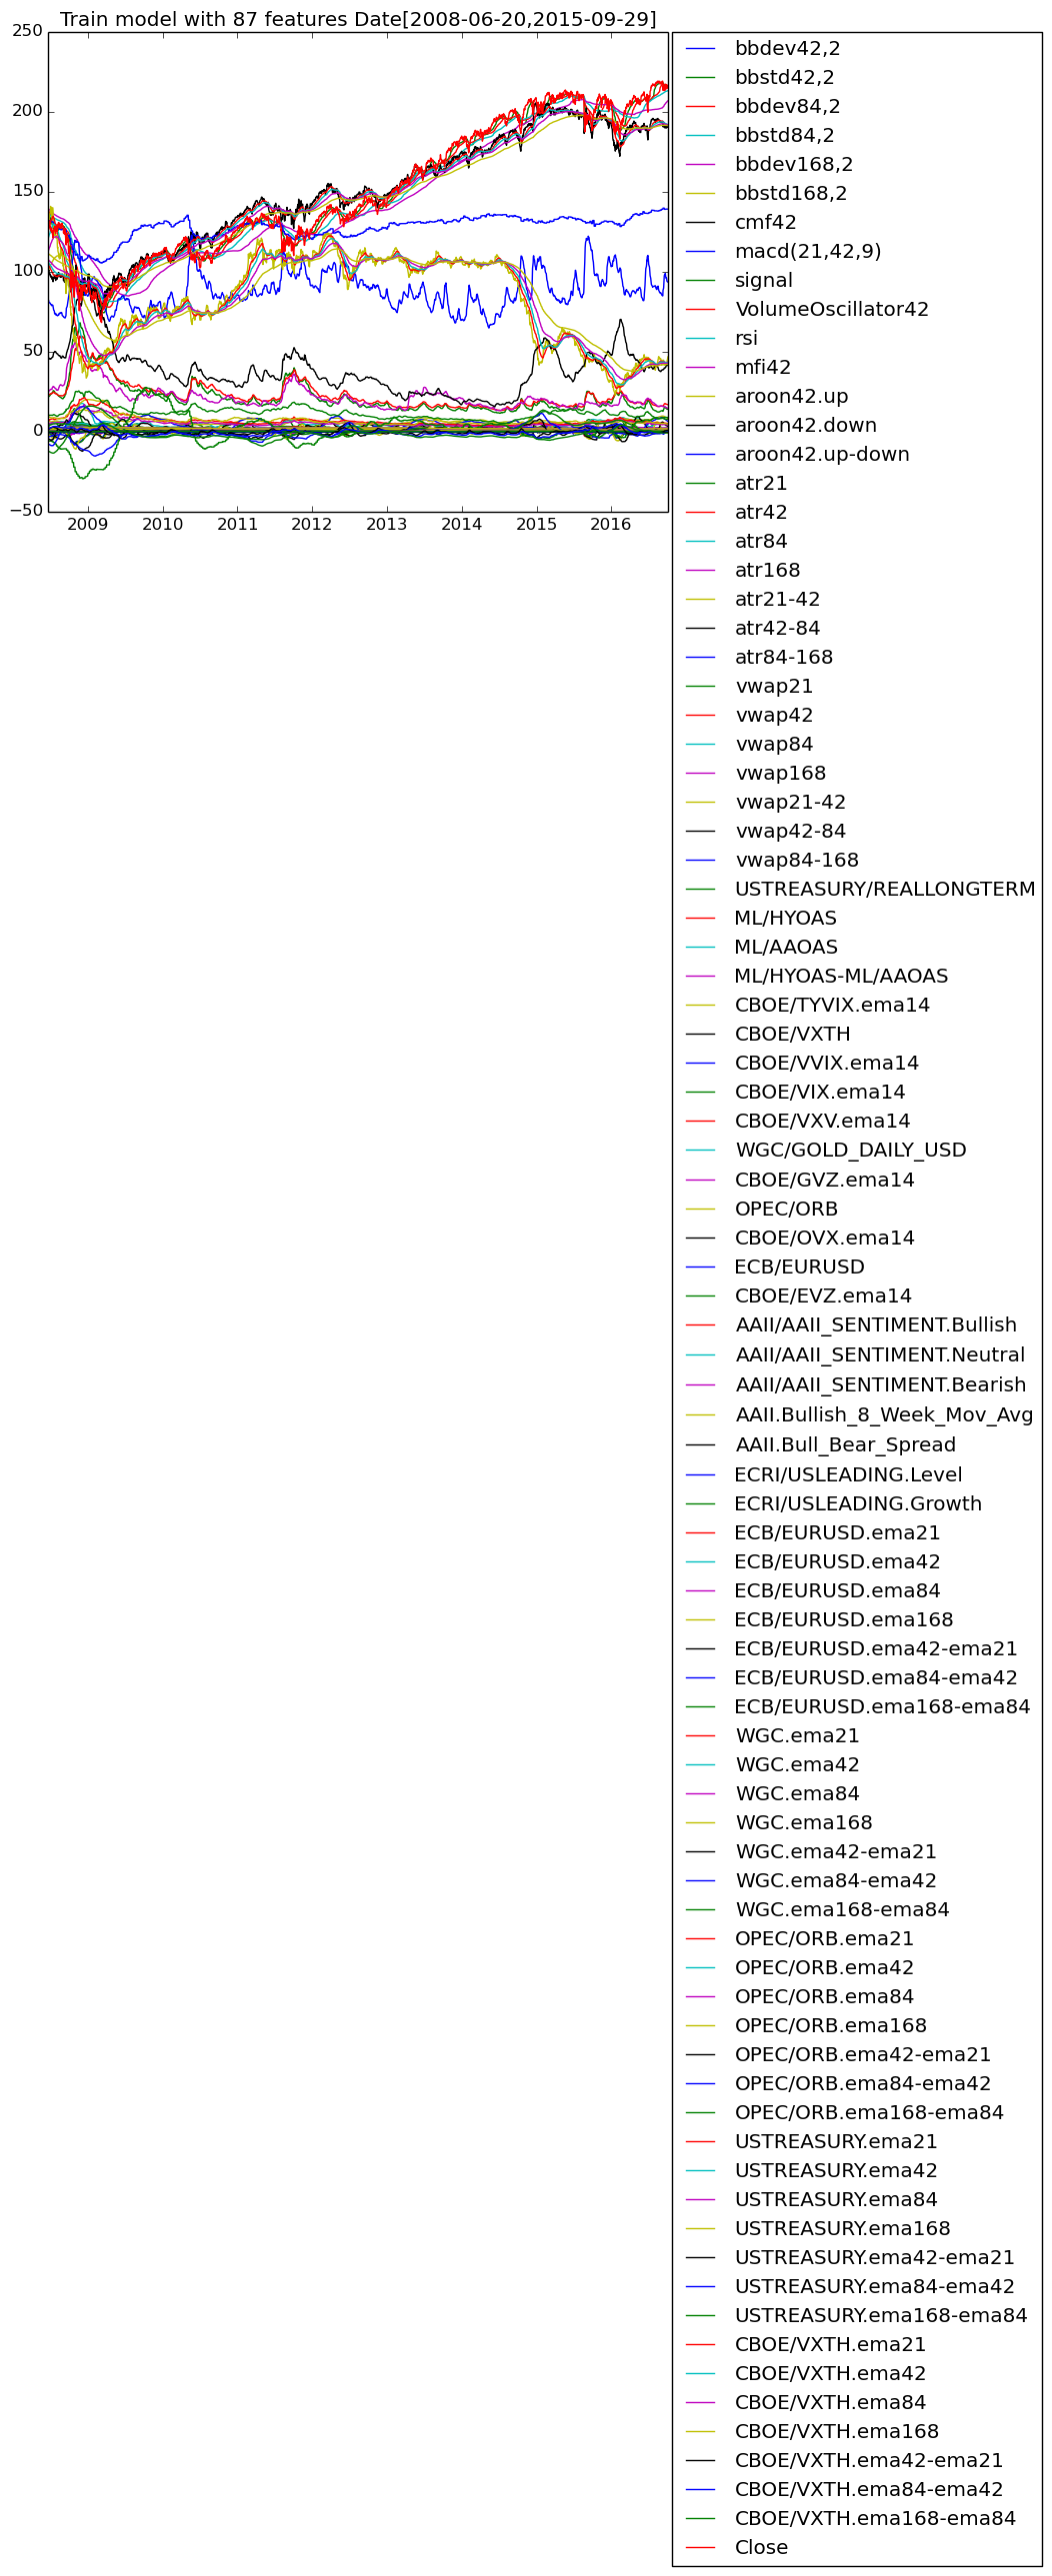 Train model with 87 features Date[2008-06-20,2015-09-29]
250
200
150
100
50
0
−50
2009 2010 2011 2012 2013 2014 2015 2016
bbdev42,2
bbstd42,2
bbdev84,2
bbstd84,2
bbdev168,2
bbstd168,2
cmf42
macd(21,42,9)
signal
VolumeOscillator42
rsi
mfi42
aroon42.up
aroon42.down
aroon42.up-down
atr21
atr42
atr84
atr168
atr21-42
atr42-84
atr84-168
vwap21
vwap42
vwap84
vwap168
vwap21-42
vwap42-84
vwap84-168
USTREASURY/REALLONGTERM
ML/HYOAS
ML/AAOAS
ML/HYOAS-ML/AAOAS
CBOE/TYVIX.ema14
CBOE/VXTH
CBOE/VVIX.ema14
CBOE/VIX.ema14
CBOE/VXV.ema14
WGC/GOLD_DAILY_USD
CBOE/GVZ.ema14
OPEC/ORB
CBOE/OVX.ema14
ECB/EURUSD
CBOE/EVZ.ema14
AAII/AAII_SENTIMENT.Bullish
AAII/AAII_SENTIMENT.Neutral
AAII/AAII_SENTIMENT.Bearish
AAII.Bullish_8_Week_Mov_Avg
AAII.Bull_Bear_Spread
ECRI/USLEADING.Level
ECRI/USLEADING.Growth
ECB/EURUSD.ema21
ECB/EURUSD.ema42
ECB/EURUSD.ema84
ECB/EURUSD.ema168
ECB/EURUSD.ema42-ema21
ECB/EURUSD.ema84-ema42
ECB/EURUSD.ema168-ema84
WGC.ema21
WGC.ema42
WGC.ema84
WGC.ema168
WGC.ema42-ema21
WGC.ema84-ema42
WGC.ema168-ema84
OPEC/ORB.ema21
OPEC/ORB.ema42
OPEC/ORB.ema84
OPEC/ORB.ema168
OPEC/ORB.ema42-ema21
OPEC/ORB.ema84-ema42
OPEC/ORB.ema168-ema84
USTREASURY.ema21
USTREASURY.ema42
USTREASURY.ema84
USTREASURY.ema168
USTREASURY.ema42-ema21
USTREASURY.ema84-ema42
USTREASURY.ema168-ema84
CBOE/VXTH.ema21
CBOE/VXTH.ema42
CBOE/VXTH.ema84
CBOE/VXTH.ema168
CBOE/VXTH.ema42-ema21
CBOE/VXTH.ema84-ema42
CBOE/VXTH.ema168-ema84
Close